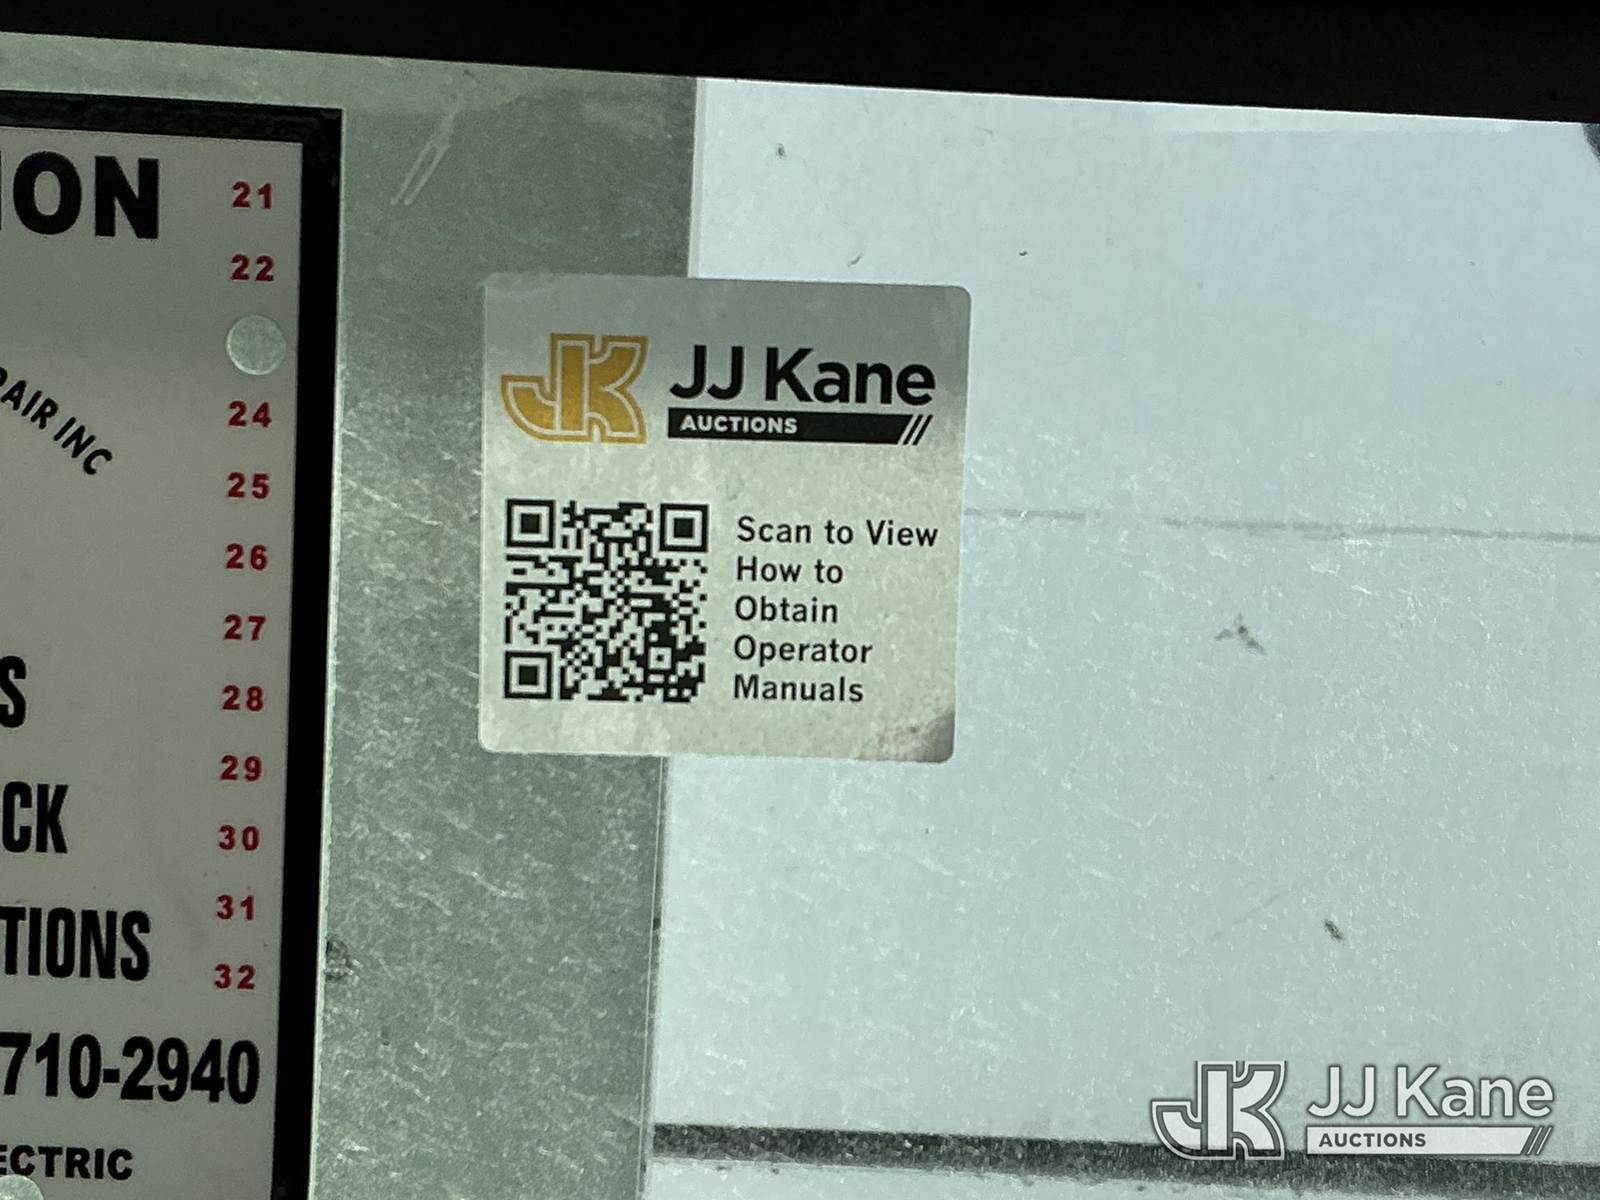 ION
21
22
PAIR INC
24
25
26
27
S
28
29
CK
30
31
TIONS
32
710-2940
ECTRIC
JK
JJ Kane
AUCTIONS
Scan to View
How to
Obtain
Operator
Manuals
JK
JJ Kane
AUCTIONS